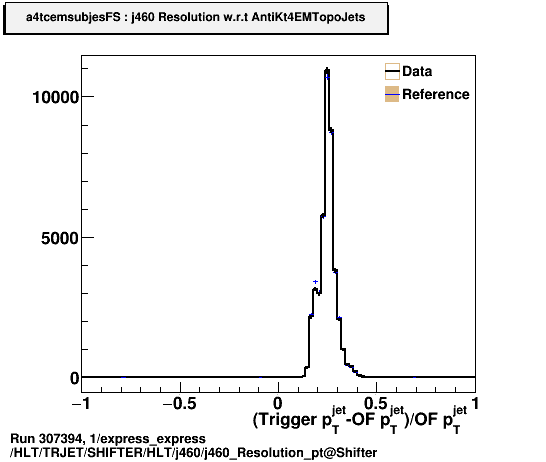 a4tcemsubjesFS : j460 Resolution w.r.t AntiKt4EMTopoJets
Data
Reference
10000
5000
0
−1 −0.5 0 0.5 1
(Trigger p_T^jet -OF p_T^jet)/OF p_T^jet
Run 307394, 1/express_express
/HLT/TRJET/SHIFTER/HLT/j460/j460_Resolution_pt@Shifter